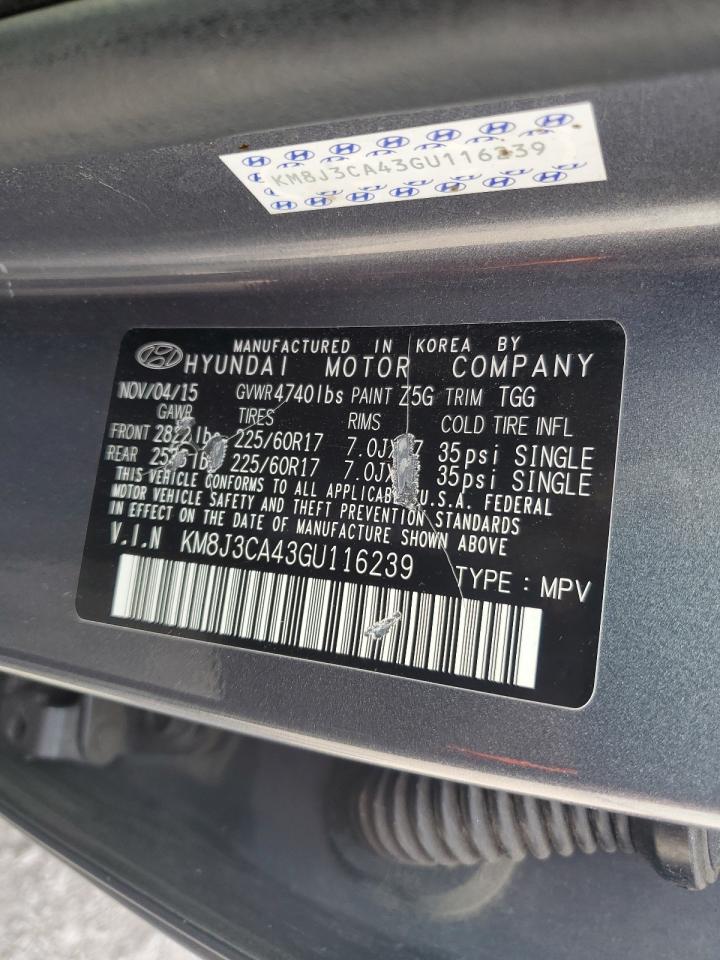 KM8J3CA43GU116239
MANUFACTURED IN KOREA BY
HYUNDAI MOTOR COMPANY
NOV/04/15 GVWR 4740lbs PAINT Z5G TRIM TGG
GAWR TIRES RIMS COLD TIRE INFL
FRONT 225/60R17 35psi SINGLE
REAR 225/60R17 35psi SINGLE
THIS VEHICLE CONFORMS TO ALL U.S.A. FEDERAL
MOTOR VEHICLE SAFETY AND THEFT PREVENTION STANDARDS
IN EFFECT ON THE DATE OF MANUFACTURE SHOWN ABOVE
V.I.N KM8J3CA43GU116239 TYPE : MPV